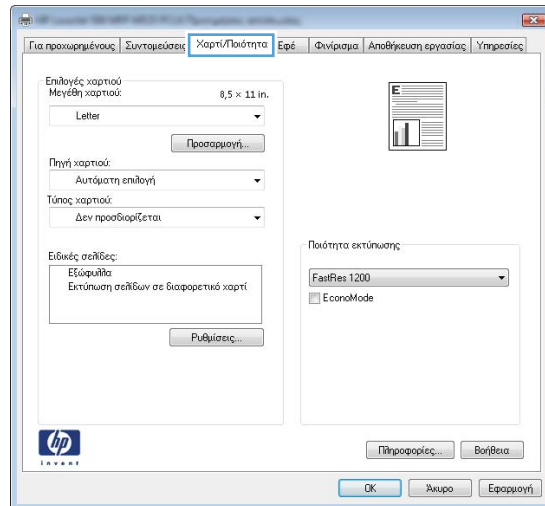 Για προχωρημένους Συντομεύσεις Χαρτί/Ποιότητα Εφέ Φινίρισμα Αποθήκευση εργασίας Υπηρεσίες
Επιλογές χαρτιού
Μεγέθη χαρτιού: 8,5 × 11 in.
Letter
Προσαρμογή...
Πηγή χαρτιού:
Αυτόματη επιλογή
Τύπος χαρτιού:
Δεν προσδιορίζεται
Ειδικές σελίδες:
Εξώφυλλα
Εκτύπωση σελίδων σε διαφορετικό χαρτί
Ρυθμίσεις...
E
Ποιότητα εκτύπωσης
FastRes 1200
EconoMode
hp
invent
Πληροφορίες... Βοήθεια
OK Άκυρο Εφαρμογή